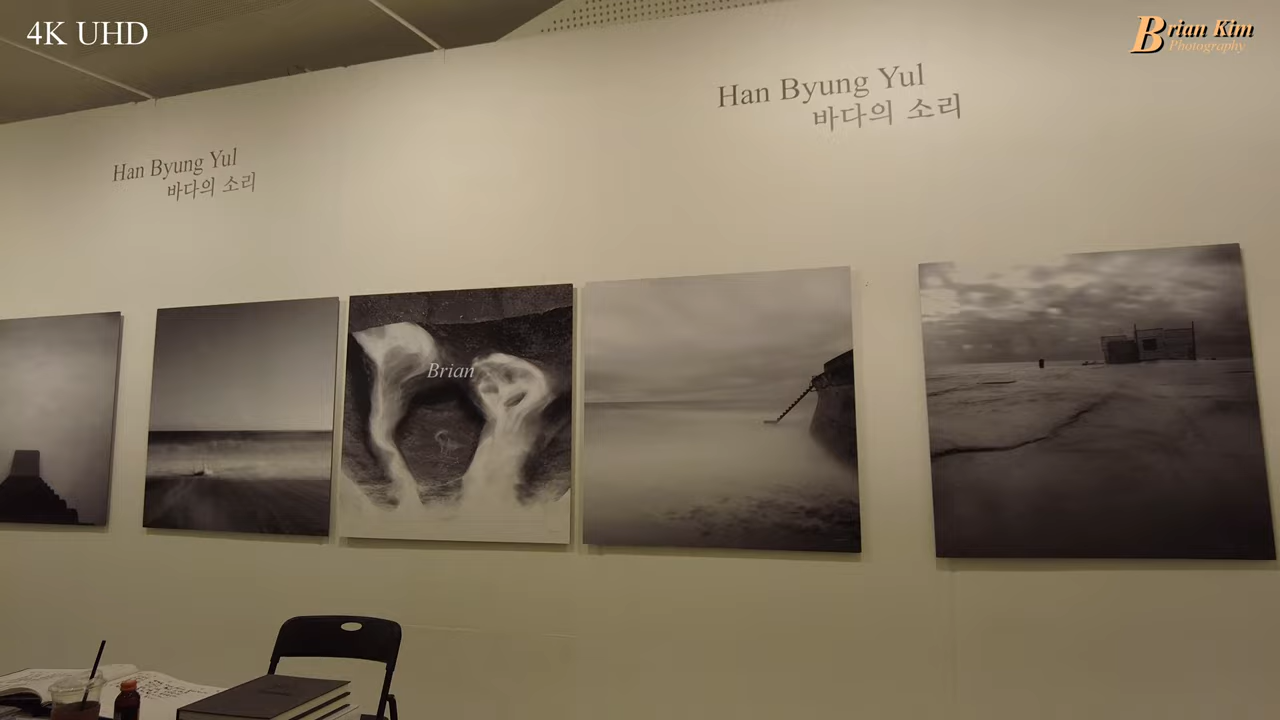 4K UHD
Brian Kim
Photography
Han Byung Yul
바다의 소리
Han Byung Yul
바다의 소리
Brian